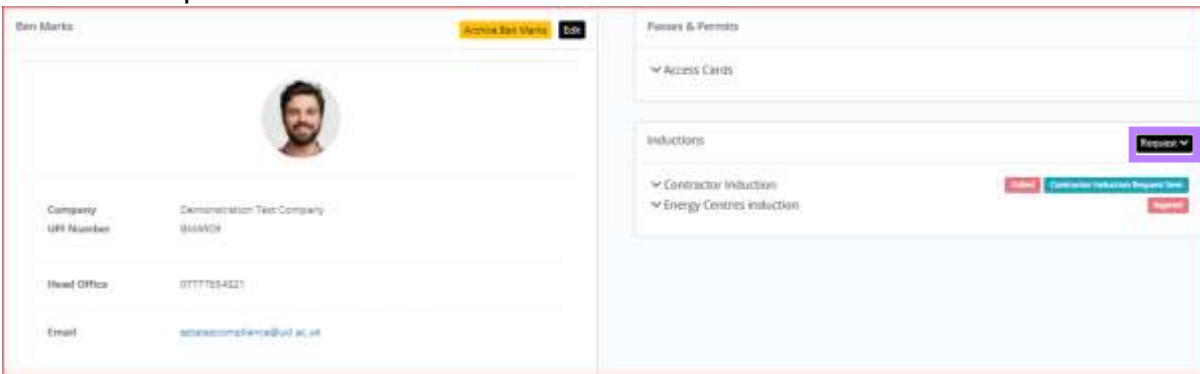 Ben Marks
Archive Ben Marks
Edit
Company Demonstration Test Company
UPI Number
Head Office
Email
Passes & Permits
Access Cards
Inductions
Request
Contractor Induction
Contractor Induction Request Sent
Energy Centres Induction
Expired